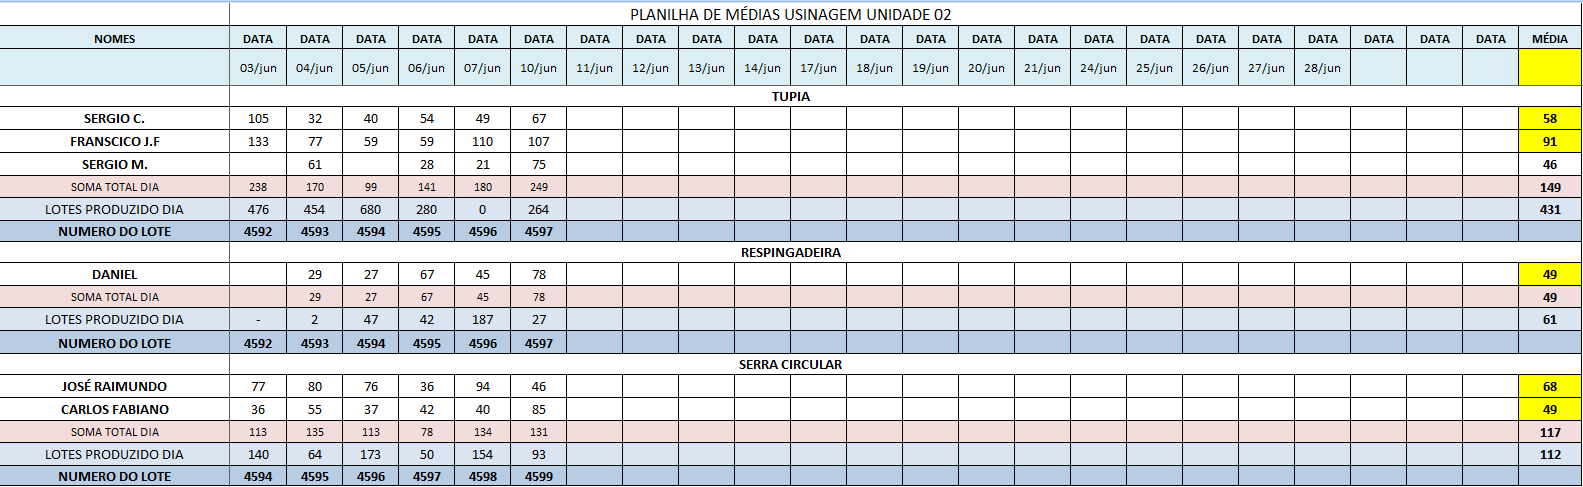 PLANILHA DE MÉDIAS USINAGEM UNIDADE 02
NOMES DATA DATA DATA DATA DATA DATA DATA DATA DATA DATA DATA DATA DATA DATA DATA DATA DATA DATA DATA DATA DATA DATA DATA MÉDIA
03/jun 04/jun 05/jun 06/jun 07/jun 10/jun 11/jun 12/jun 13/jun 14/jun 17/jun 18/jun 19/jun 20/jun 21/jun 24/jun 25/jun 26/jun 27/jun 28/jun
TUPIA
SERGIO C. 105 32 40 54 49 67 58
FRANSCICO J.F 133 77 59 59 110 107 91
SERGIO M. 61 28 21 75 46
SOMA TOTAL DIA 238 170 99 141 180 249 149
LOTES PRODUZIDO DIA 476 454 680 280 0 264 431
NUMERO DO LOTE 4592 4593 4594 4595 4596 4597
RESPINGADEIRA
DANIEL 29 27 67 45 78 49
SOMA TOTAL DIA 29 27 67 45 78 49
LOTES PRODUZIDO DIA - 2 47 42 187 27 61
NUMERO DO LOTE 4592 4593 4594 4595 4596 4597
SERRA CIRCULAR
JOSÉ RAIMUNDO 77 80 76 36 94 46 68
CARLOS FABIANO 36 55 37 42 40 85 49
SOMA TOTAL DIA 113 135 113 78 134 131 117
LOTES PRODUZIDO DIA 140 64 173 50 154 93 112
NUMERO DO LOTE 4594 4595 4596 4597 4598 4599